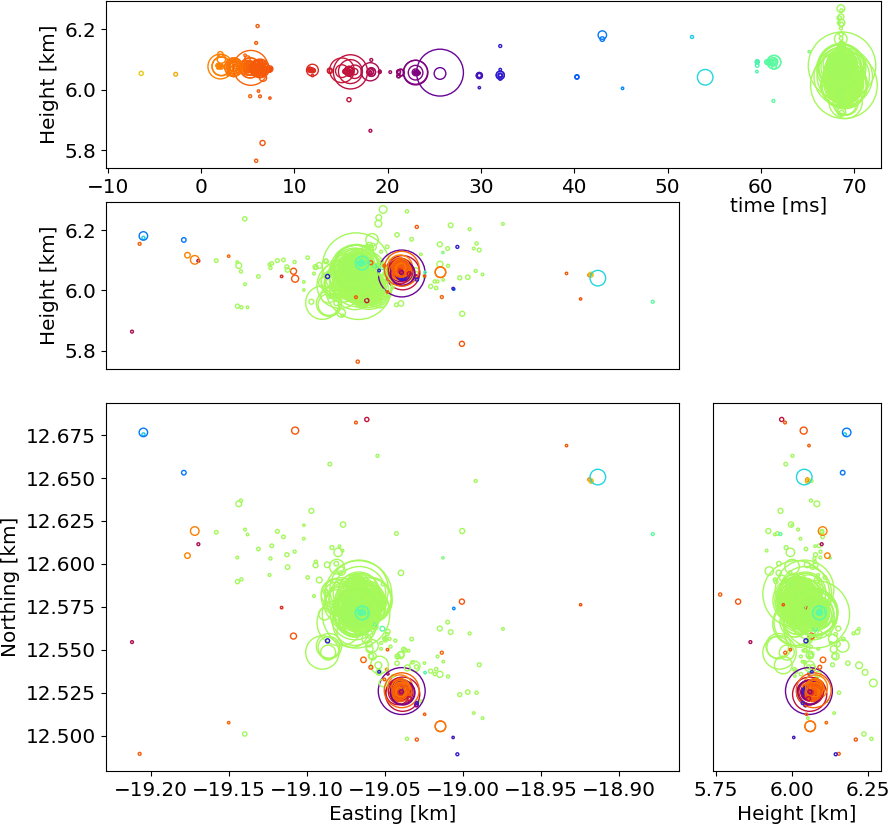 Height [km]
6.2
6.0
5.8
−10 0 10 20 30 40 50 60 70
time [ms]
Height [km]
6.2
6.0
5.8
Northing [km]
12.675
12.650
12.625
12.600
12.575
12.550
12.525
12.500
−19.20 −19.15 −19.10 −19.05 −19.00 −18.95 −18.90
Easting [km]
5.75 6.00 6.25
Height [km]